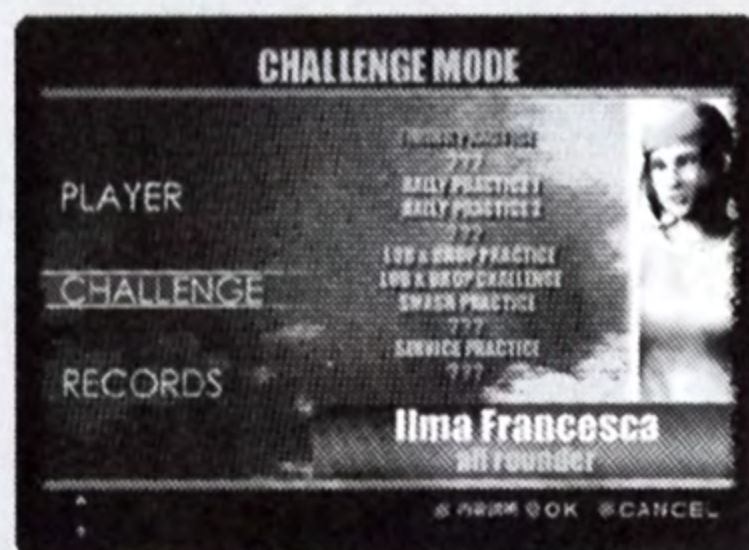 CHALLENGE MODE
PLAYER
CHALLENGE
RECORDS
PRACTICE
???
RALLY PRACTICE 1
RALLY PRACTICE 2
???
LOB & DROP PRACTICE
LOB & DROP CHALLENGE
SMASH PRACTICE
???
SERVICE PRACTICE
???
Ilma Francesca
all rounder
OK CANCEL